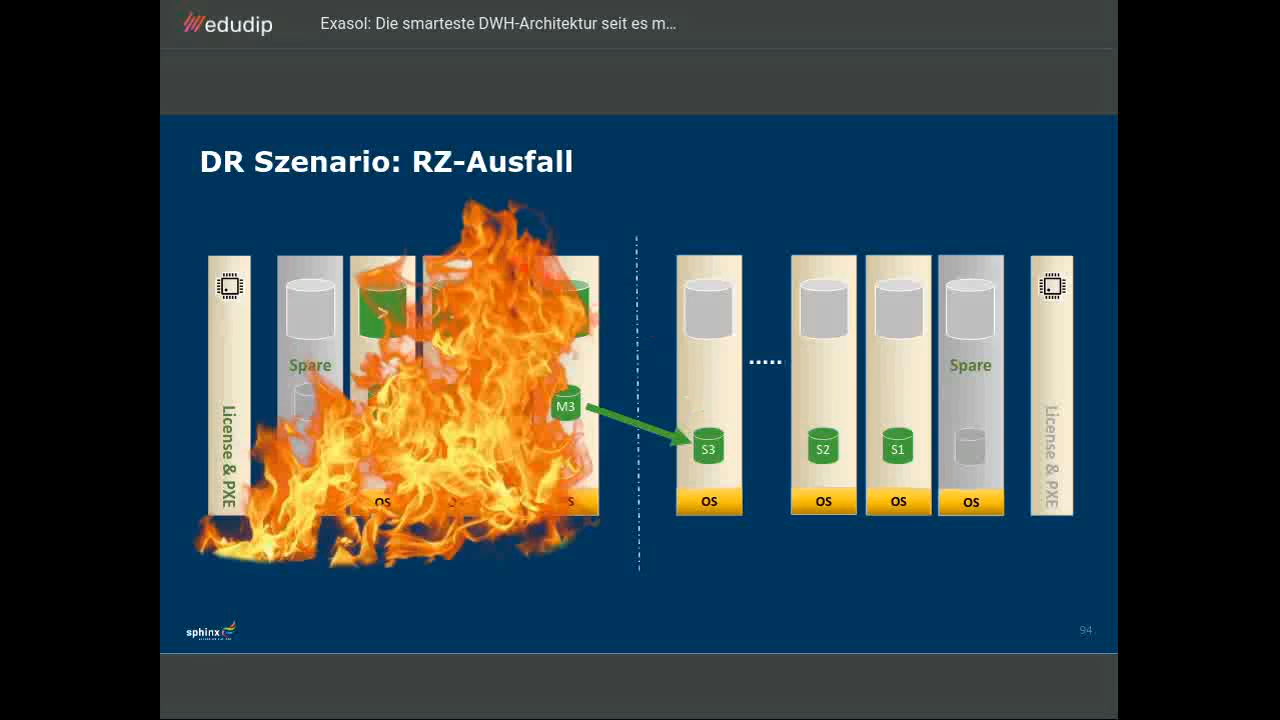 edudip
Exasol: Die smarteste DWH-Architektur seit es m...
DR Szenario: RZ-Ausfall
>
Spare
Spare
M3
S3
S2
S1
License & PXE
License & PXE
OS
OS
OS
OS
OS
sphinx
94